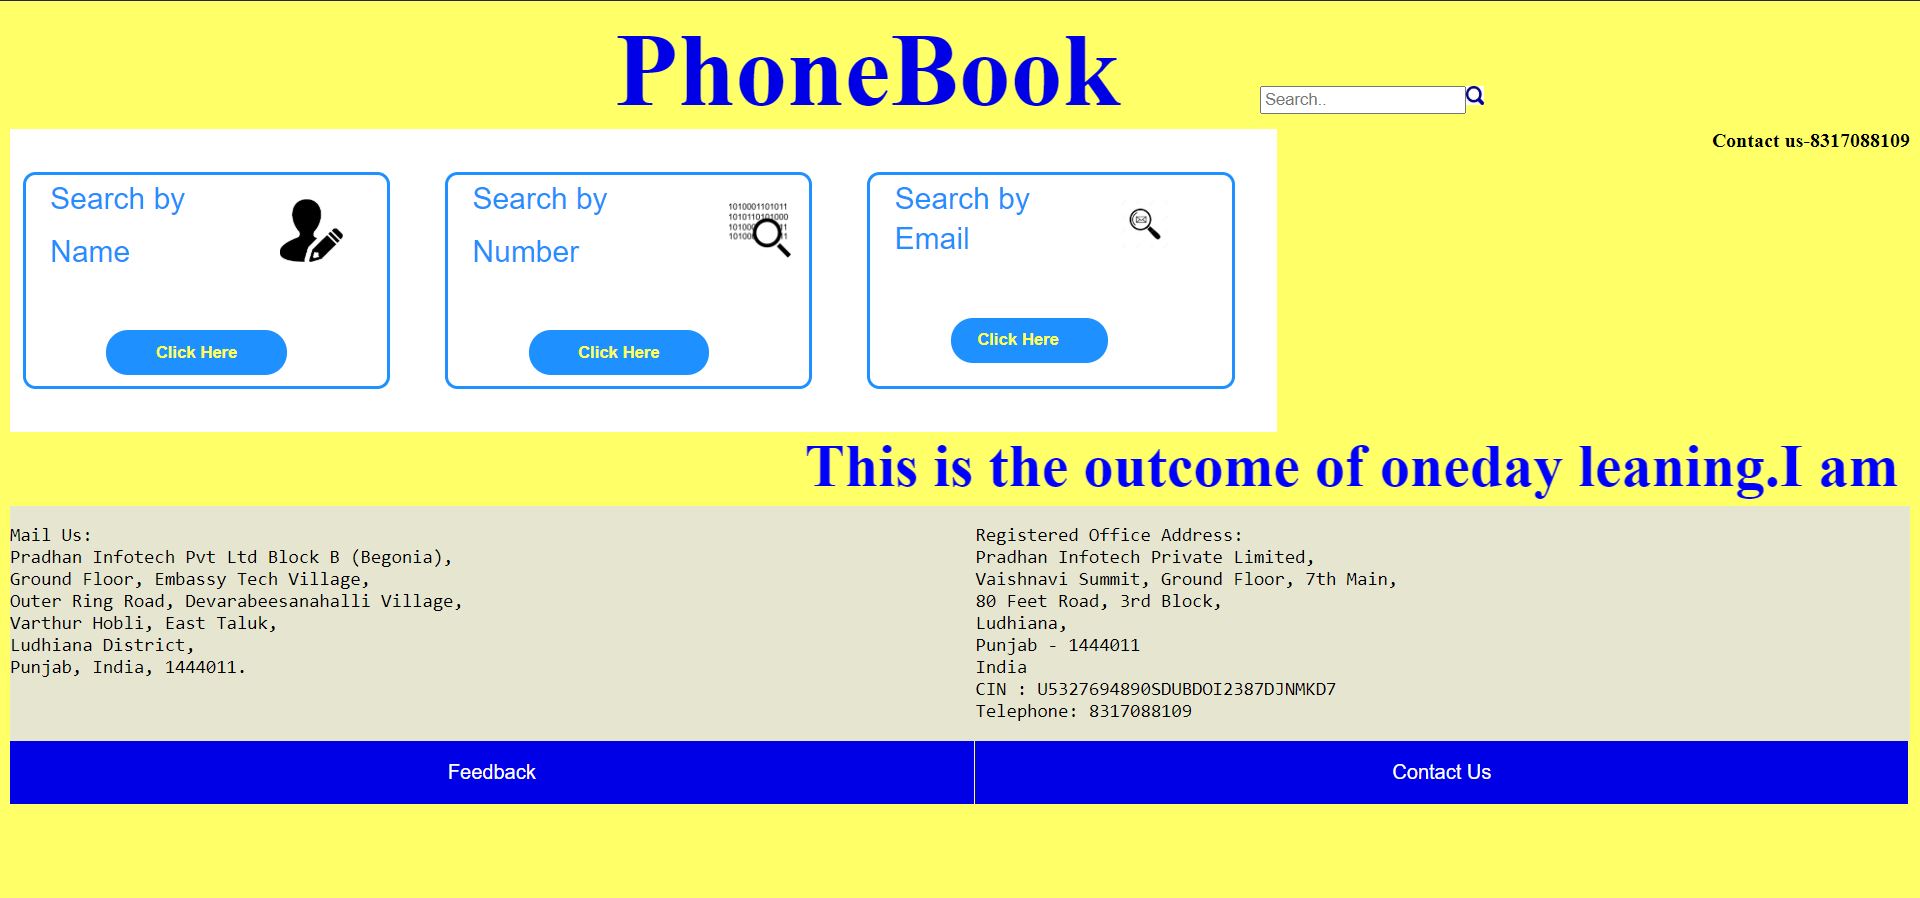 PhoneBook
Search..
Contact us-8317088109
Search by
Name
Click Here
Search by
Number
1010001101011
1010110101000
Click Here
Search by
Email
Click Here
This is the outcome of oneday leaning.I am
Mail Us:
Pradhan Infotech Pvt Ltd Block B (Begonia),
Ground Floor, Embassy Tech Village,
Outer Ring Road, Devarabeesanahalli Village,
Varthur Hobli, East Taluk,
Ludhiana District,
Punjab, India, 1444011.
Registered Office Address:
Pradhan Infotech Private Limited,
Vaishnavi Summit, Ground Floor, 7th Main,
80 Feet Road, 3rd Block,
Ludhiana,
Punjab - 1444011
India
CIN : U5327694890SDUBDOI2387DJNMKD7
Telephone: 8317088109
Feedback
Contact Us